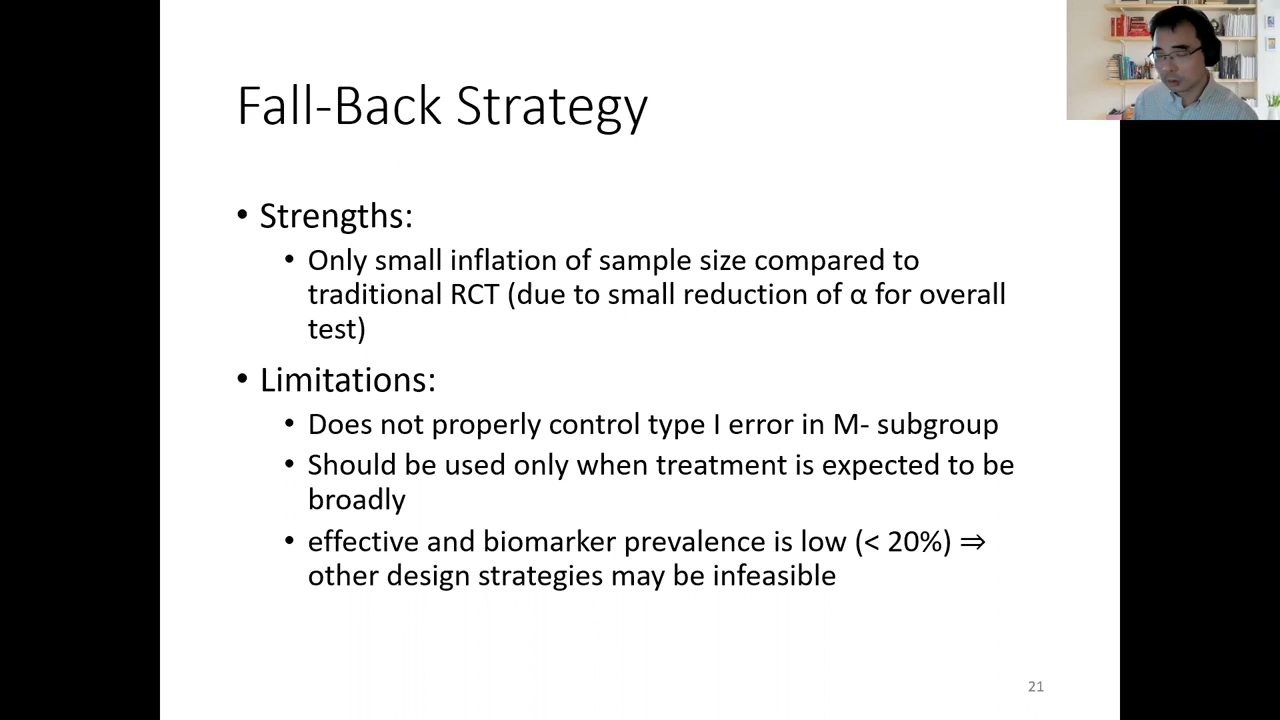 Fall-Back Strategy
• Strengths:
• Only small inflation of sample size compared to
traditional RCT (due to small reduction of α for overall
test)
• Limitations:
• Does not properly control type I error in M- subgroup
• Should be used only when treatment is expected to be
broadly
• effective and biomarker prevalence is low (< 20%) ⇒
other design strategies may be infeasible
21